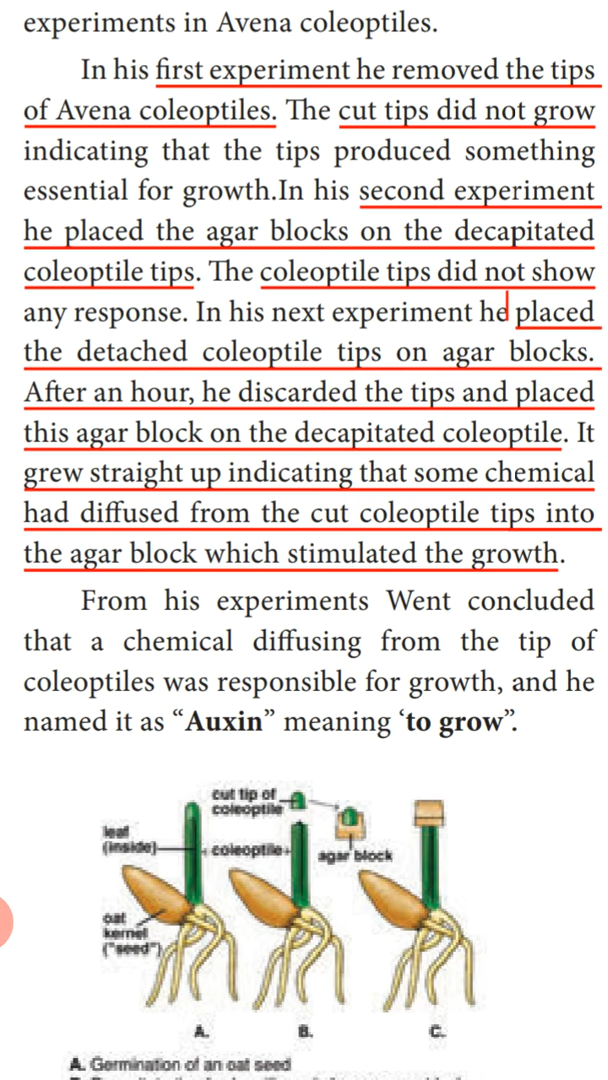 experiments in Avena coleoptiles.
In his first experiment he removed the tips
of Avena coleoptiles. The cut tips did not grow
indicating that the tips produced something
essential for growth.In his second experiment
he placed the agar blocks on the decapitated
coleoptile tips. The coleoptile tips did not show
any response. In his next experiment he placed
the detached coleoptile tips on agar blocks.
After an hour, he discarded the tips and placed
this agar block on the decapitated coleoptile. It
grew straight up indicating that some chemical
had diffused from the cut coleoptile tips into
the agar block which stimulated the growth.
From his experiments Went concluded
that a chemical diffusing from the tip of
coleoptiles was responsible for growth, and he
named it as “Auxin” meaning ‘to grow”.
cut tip of
coleoptile
leaf
(inside)
coleoptile
agar block
oat
kernel
("seed")
A.
B.
C.
A. Germination of an oat seed